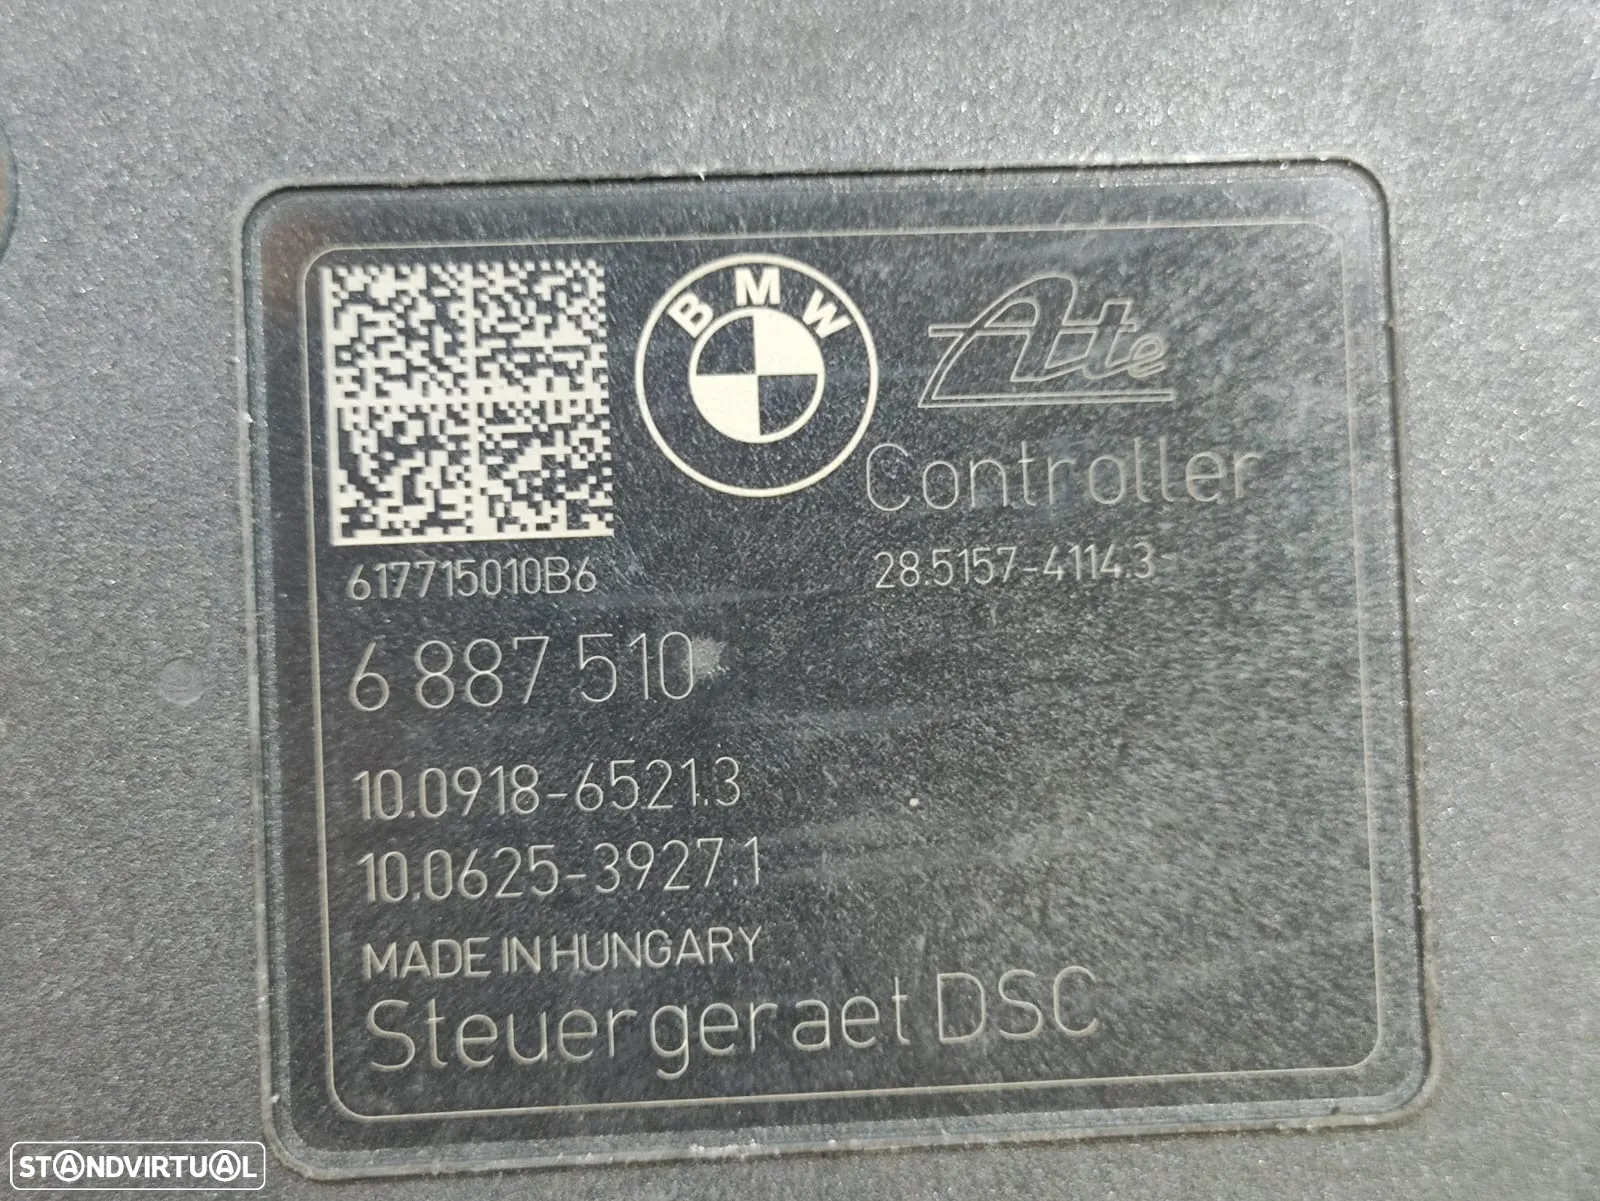 BMW
Ate
Controller
617715010B6
28.5157-4114.3
6 887 510
10.0918-6521.3
10.0625-3927.1
MADE IN HUNGARY
Steuergeraet DSC
STANDVIRTUAL